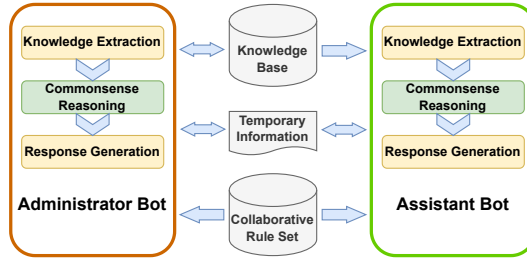 Knowledge Extraction
Commonsense
Reasoning
Response Generation
Administrator Bot
Knowledge
Base
Temporary
Information
Collaborative
Rule Set
Knowledge Extraction
Commonsense
Reasoning
Response Generation
Assistant Bot